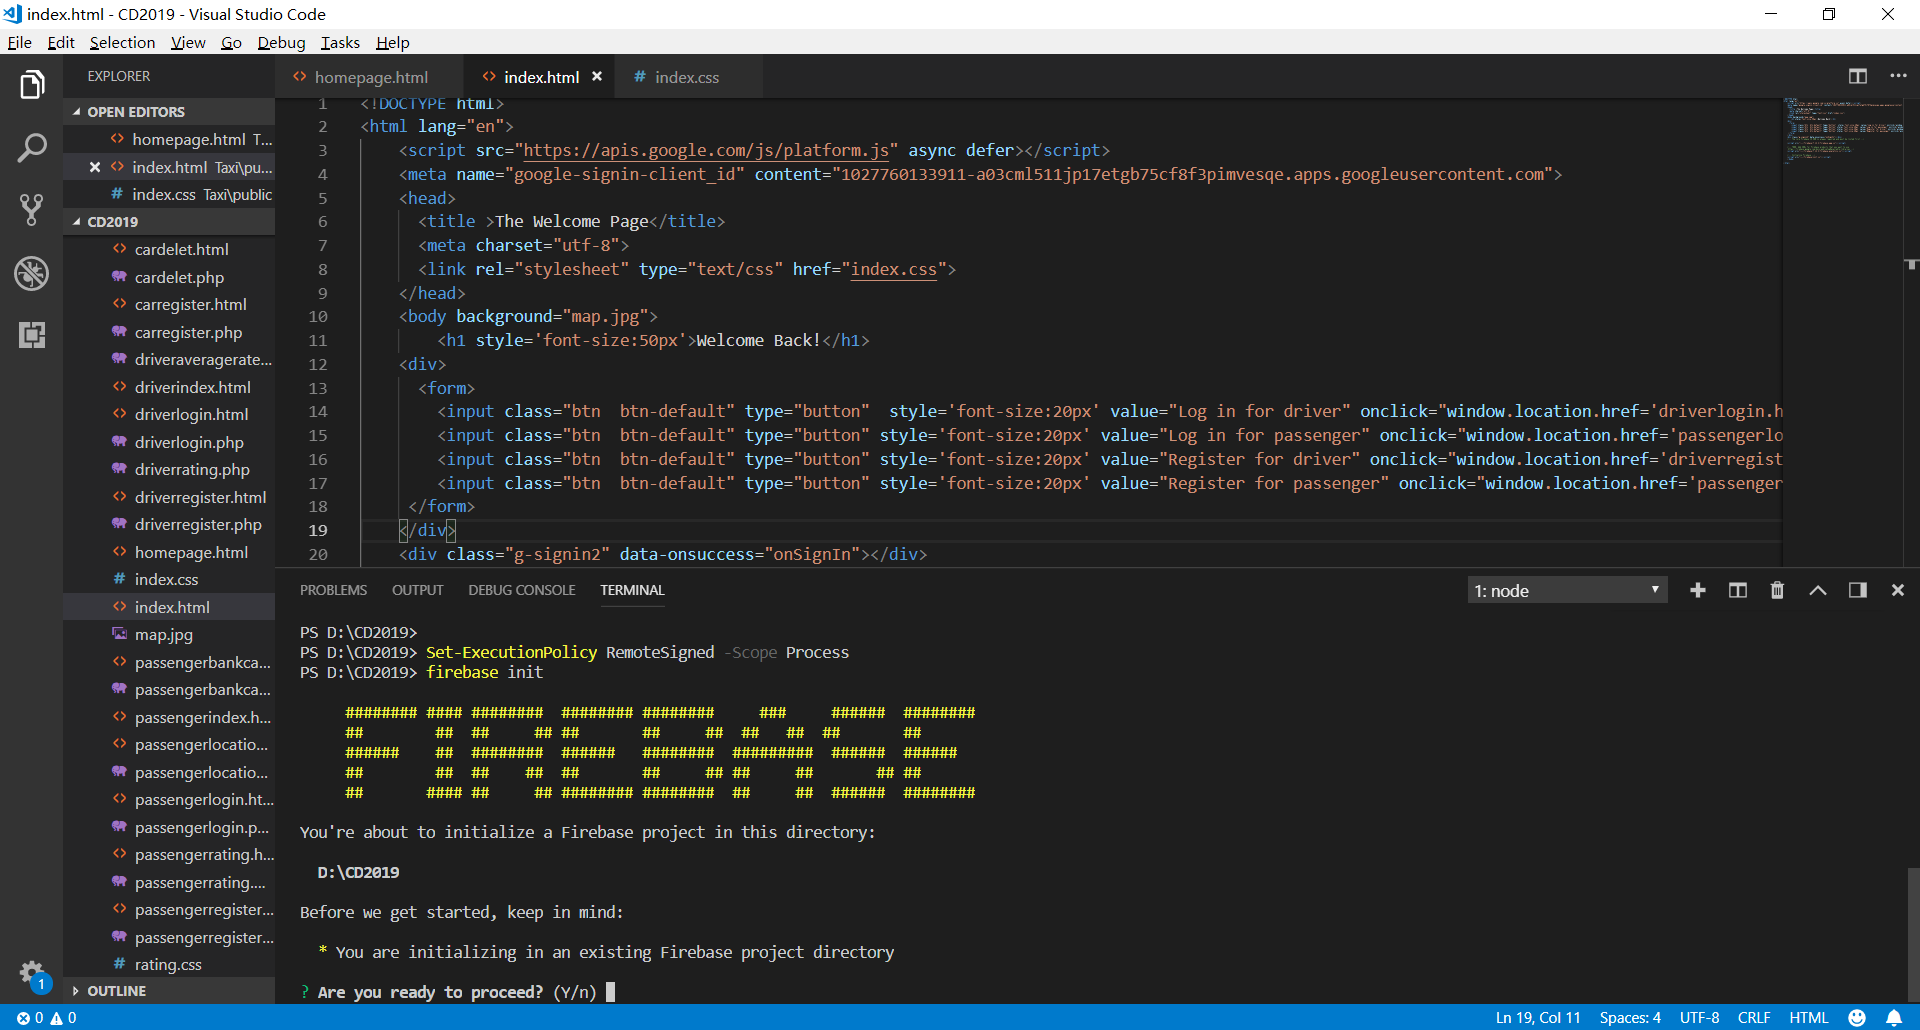 index.html - CD2019 - Visual Studio Code
File Edit Selection View Go Debug Tasks Help
EXPLORER
OPEN EDITORS
homepage.html T...
index.html Taxi\pu...
index.css Taxi\public
CD2019
cardelet.html
cardelet.php
carregister.html
carregister.php
driveraveragerate...
driverindex.html
driverlogin.html
driverlogin.php
driverrating.php
driverregister.html
driverregister.php
homepage.html
index.css
index.html
map.jpg
passengerbankca...
passengerbankca...
passengerindex.h...
passengerlocatio...
passengerlocatio...
passengerlogin.ht...
passengerlogin.p...
passengerrating.h...
passengerrating....
passengerregister...
passengerregister...
rating.css
OUTLINE
homepage.html index.html index.css
1 <!DOCTYPE html>
2 <html lang="en">
3 <script src="https://apis.google.com/js/platform.js" async defer></script>
4 <meta name="google-signin-client_id" content="1027760133911-a03cml511jp17etgb75cf8f3pimvesqe.apps.googleusercontent.com">
5 <head>
6 <title >The Welcome Page</title>
7 <meta charset="utf-8">
8 <link rel="stylesheet" type="text/css" href="index.css">
9 </head>
10 <body background="map.jpg">
11 <h1 style='font-size:50px'>Welcome Back!</h1>
12 <div>
13 <form>
14 <input class="btn  btn-default" type="button"  style='font-size:20px' value="Log in for driver" onclick="window.location.href='driverlogin.h
15 <input class="btn  btn-default" type="button" style='font-size:20px' value="Log in for passenger" onclick="window.location.href='passengerlo
16 <input class="btn  btn-default" type="button" style='font-size:20px' value="Register for driver" onclick="window.location.href='driverregist
17 <input class="btn  btn-default" type="button" style='font-size:20px' value="Register for passenger" onclick="window.location.href='passenger
18 </form>
19 </div>
20 <div class="g-signin2" data-onsuccess="onSignIn"></div>
PROBLEMS OUTPUT DEBUG CONSOLE TERMINAL
1: node
PS D:\CD2019>
PS D:\CD2019> Set-ExecutionPolicy RemoteSigned -Scope Process
PS D:\CD2019> firebase init
######## #### ########  ######## ########     ###     ######  ########
##        ##  ##     ## ##       ##     ##  ##   ##  ##       ##
######    ##  ########  ######   ########  #########  ######  ######
##        ##  ##    ##  ##       ##     ## ##     ##       ## ##
##       #### ##     ## ######## ########  ##     ##  ######  ########
You're about to initialize a Firebase project in this directory:
D:\CD2019
Before we get started, keep in mind:
* You are initializing in an existing Firebase project directory
? Are you ready to proceed? (Y/n)
1
0 0
Ln 19, Col 11 Spaces: 4 UTF-8 CRLF HTML